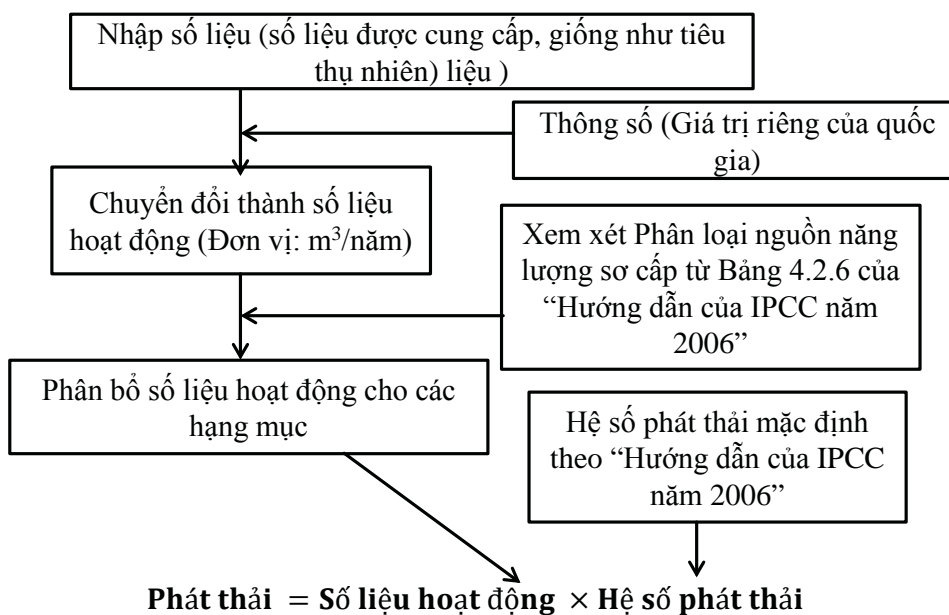 Nhập số liệu (số liệu được cung cấp, giống như tiêu
thụ nhiên) liệu )
Thông số (Giá trị riêng của quốc
gia)
Chuyển đổi thành số liệu
hoạt động (Đơn vị: m³/năm)
Xem xét Phân loại nguồn năng
lượng sơ cấp từ Bảng 4.2.6 của
“Hướng dẫn của IPCC năm
2006”
Phân bổ số liệu hoạt động cho các
hạng mục
Hệ số phát thải mặc định
theo “Hướng dẫn của IPCC
năm 2006”
Phát thải = Số liệu hoạt động × Hệ số phát thải